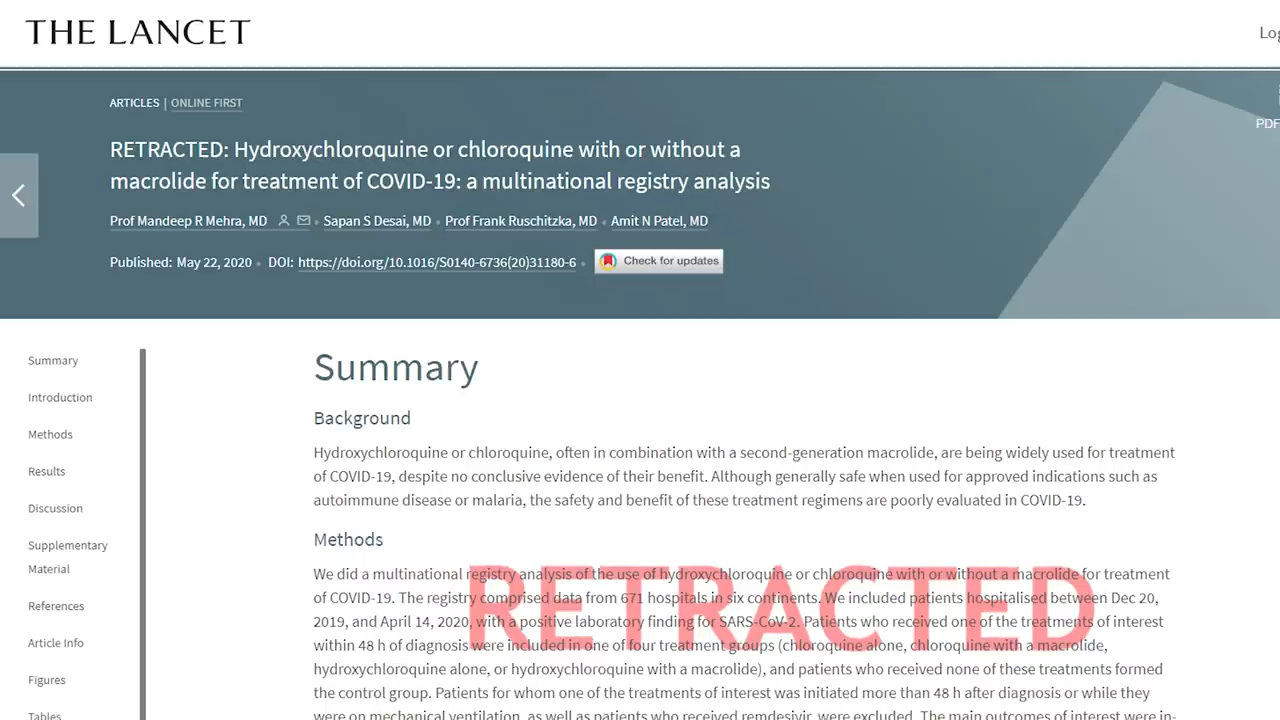 THE LANCET
Log
ARTICLES | ONLINE FIRST
PDF
RETRACTED: Hydroxychloroquine or chloroquine with or without a
macrolide for treatment of COVID-19: a multinational registry analysis
Prof Mandeep R Mehra, MD • Sapan S Desai, MD • Prof Frank Ruschitzka, MD • Amit N Patel, MD
Published: May 22, 2020 • DOI: https://doi.org/10.1016/S0140-6736(20)31180-6 • Check for updates
Summary
Introduction
Methods
Results
Discussion
Supplementary
Material
References
Article Info
Figures
Tables
Summary
Background
Hydroxychloroquine or chloroquine, often in combination with a second-generation macrolide, are being widely used for treatment
of COVID-19, despite no conclusive evidence of their benefit. Although generally safe when used for approved indications such as
autoimmune disease or malaria, the safety and benefit of these treatment regimens are poorly evaluated in COVID-19.
Methods
We did a multinational registry analysis of the use of hydroxychloroquine or chloroquine with or without a macrolide for treatment
of COVID-19. The registry comprised data from 671 hospitals in six continents. We included patients hospitalised between Dec 20,
2019, and April 14, 2020, with a positive laboratory finding for SARS-CoV-2. Patients who received one of the treatments of interest
within 48 h of diagnosis were included in one of four treatment groups (chloroquine alone, chloroquine with a macrolide,
hydroxychloroquine alone, or hydroxychloroquine with a macrolide), and patients who received none of these treatments formed
the control group. Patients for whom one of the treatments of interest was initiated more than 48 h after diagnosis or while they
were on mechanical ventilation, as well as patients who received remdesivir, were excluded. The main outcomes of interest were in-
RETRACTED